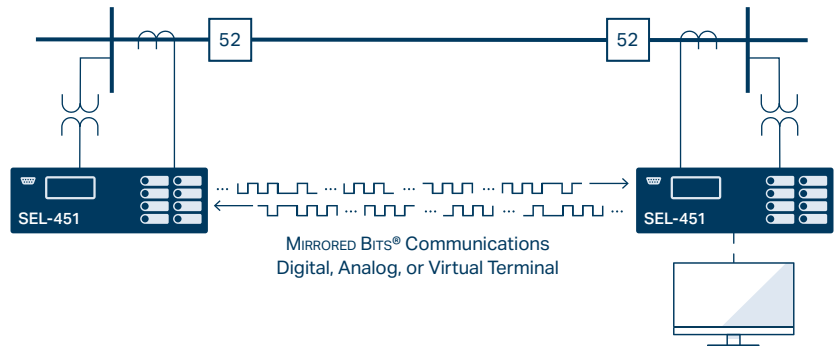 52
52
SEL-451
SEL-451
MIRRORED BITS® Communications
Digital, Analog, or Virtual Terminal